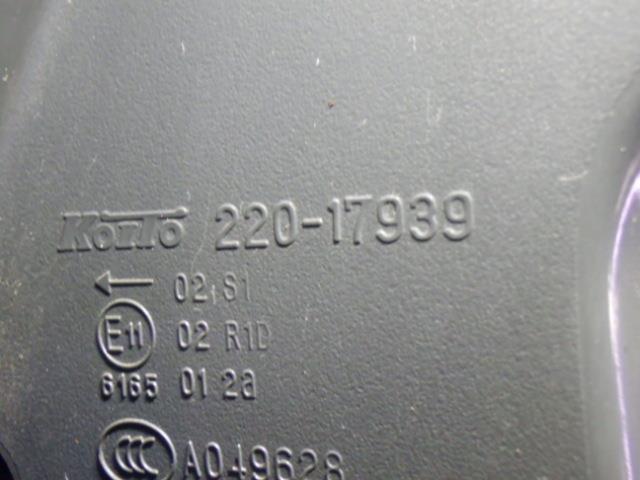 Koito 220-17939
← 02 S1
E11 02 R1D
6165 01 2a
CCC A049628